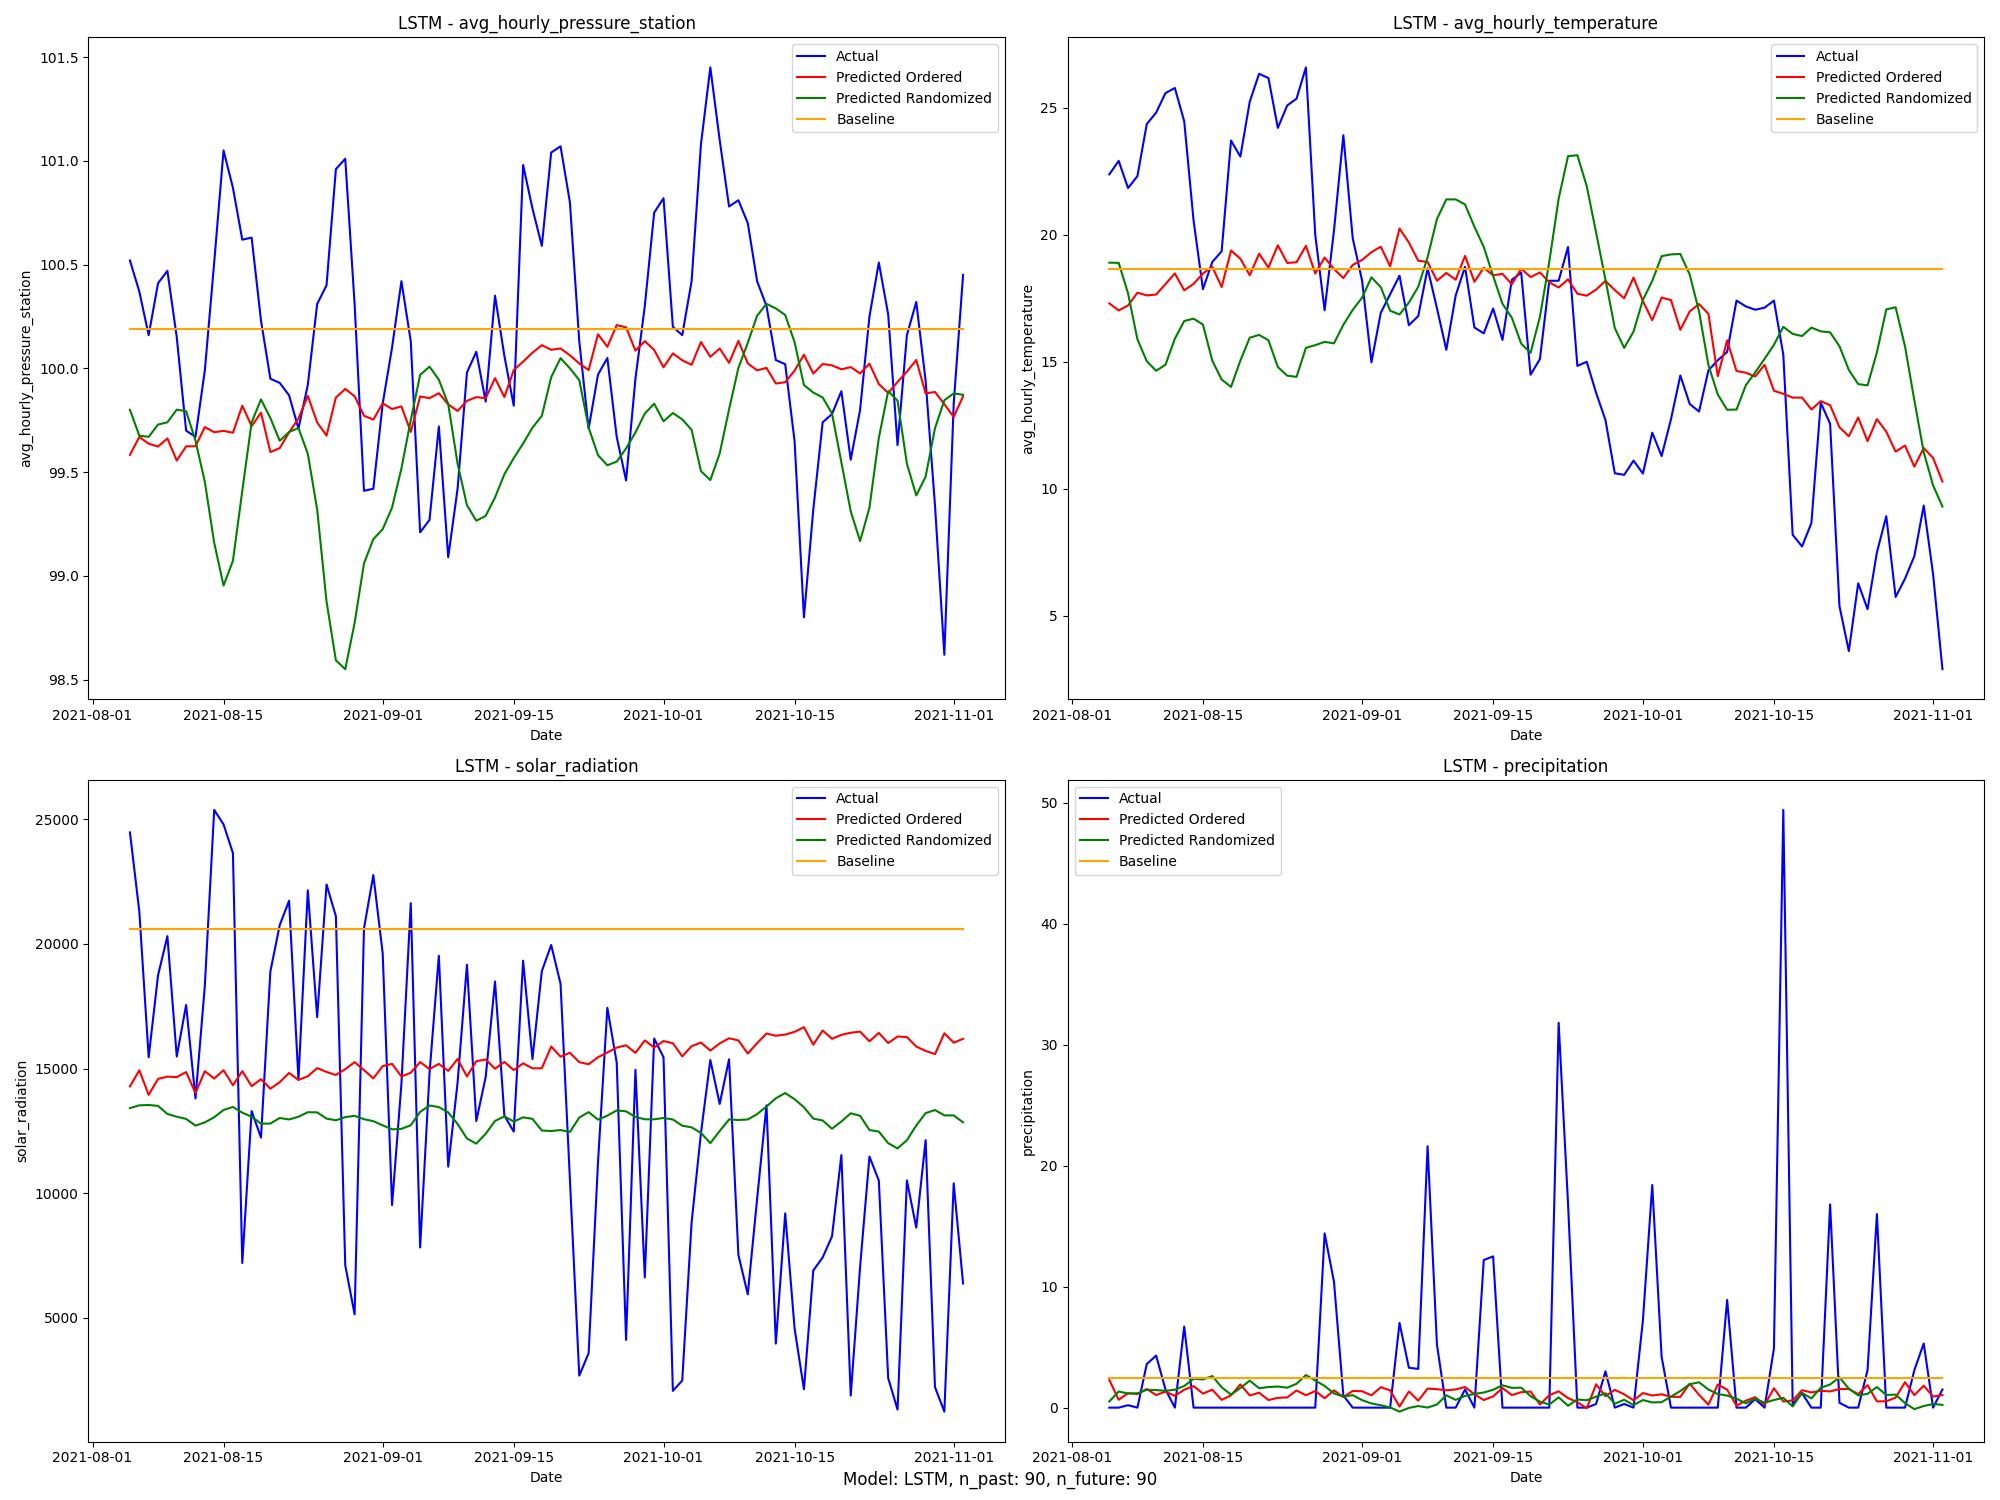 LSTM - avg_hourly_pressure_station
avg_hourly_pressure_station
101.5
101.0
100.5
100.0
99.5
99.0
98.5
Actual
Predicted Ordered
Predicted Randomized
Baseline
2021-08-01 2021-08-15 2021-09-01 2021-09-15 2021-10-01 2021-10-15 2021-11-01
Date
LSTM - avg_hourly_temperature
avg_hourly_temperature
25
20
15
10
5
Actual
Predicted Ordered
Predicted Randomized
Baseline
2021-08-01 2021-08-15 2021-09-01 2021-09-15 2021-10-01 2021-10-15 2021-11-01
Date
LSTM - solar_radiation
solar_radiation
25000
20000
15000
10000
5000
Actual
Predicted Ordered
Predicted Randomized
Baseline
2021-08-01 2021-08-15 2021-09-01 2021-09-15 2021-10-01 2021-10-15 2021-11-01
Date
LSTM - precipitation
precipitation
50
40
30
20
10
0
Actual
Predicted Ordered
Predicted Randomized
Baseline
2021-08-01 2021-08-15 2021-09-01 2021-09-15 2021-10-01 2021-10-15 2021-11-01
Date
Model: LSTM, n_past: 90, n_future: 90